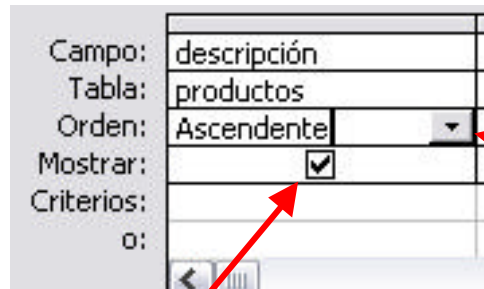 Campo: descripción
Tabla: productos
Orden: Ascendente
Mostrar:
Criterios:
o: